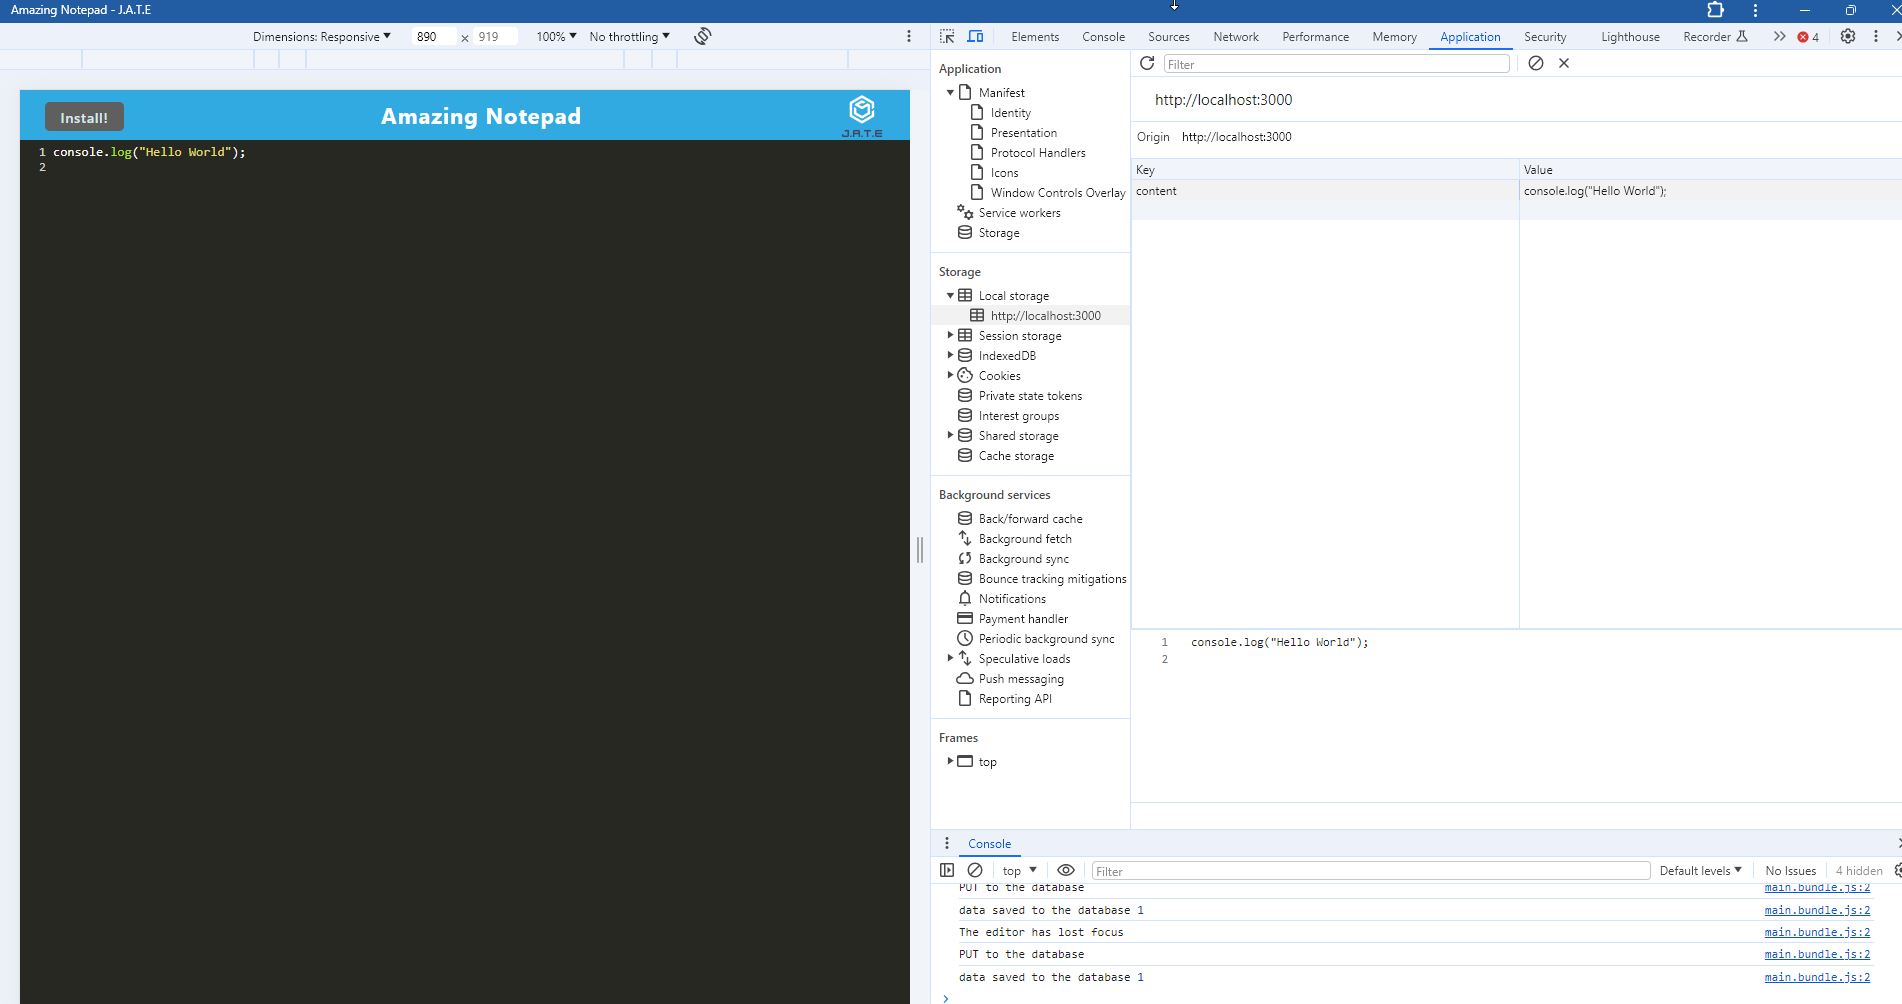 Amazing Notepad - J.A.T.E
Dimensions: Responsive 890 x 919 100% No throttling
Install!
Amazing Notepad
J.A.T.E
1 console.log("Hello World");
2
Elements Console Sources Network Performance Memory Application Security Lighthouse Recorder 4
Application
Manifest
Identity
Presentation
Protocol Handlers
Icons
Window Controls Overlay
Service workers
Storage
Storage
Local storage
http://localhost:3000
Session storage
IndexedDB
Cookies
Private state tokens
Interest groups
Shared storage
Cache storage
Background services
Back/forward cache
Background fetch
Background sync
Bounce tracking mitigations
Notifications
Payment handler
Periodic background sync
Speculative loads
Push messaging
Reporting API
Frames
top
Filter
http://localhost:3000
Origin http://localhost:3000
Key Value
content console.log("Hello World");
1 console.log("Hello World");
2
Console
top Filter Default levels No Issues 4 hidden
PUT to the database main.bundle.js:2
data saved to the database 1 main.bundle.js:2
The editor has lost focus main.bundle.js:2
PUT to the database main.bundle.js:2
data saved to the database 1 main.bundle.js:2